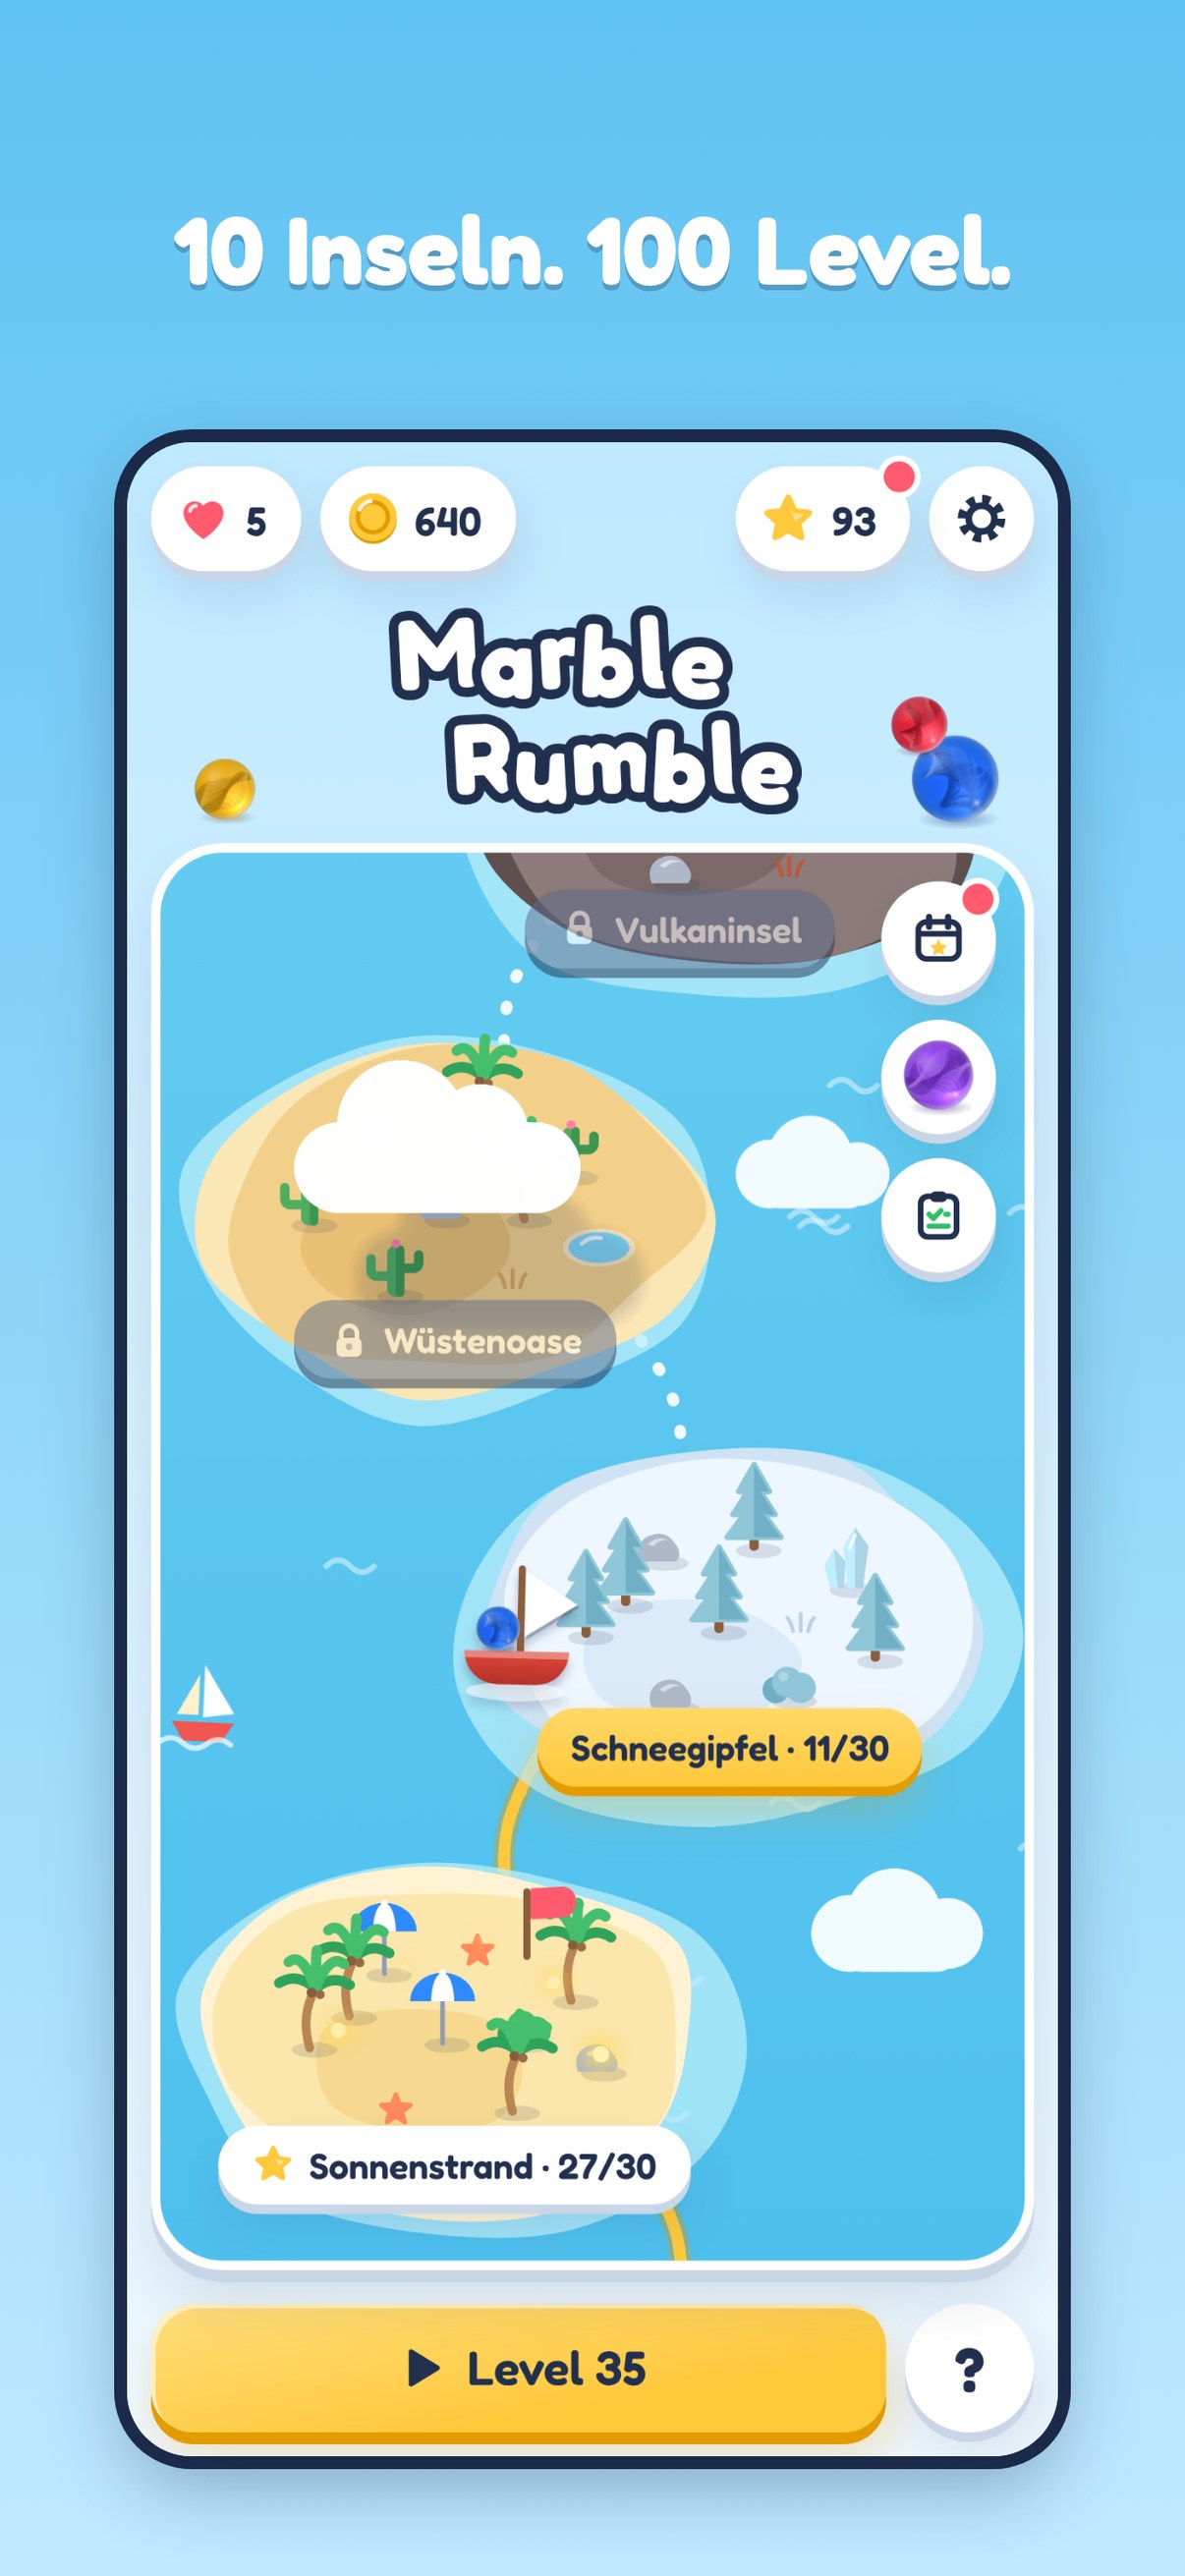 10 Inseln. 100 Level.
5
640
93
Marble
Rumble
Vulkaninsel
Wüstenoase
Schneegipfel · 11/30
Sonnenstrand · 27/30
Level 35
?